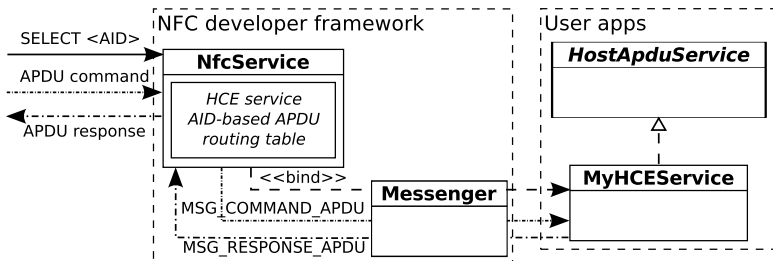 NFC developer framework
User apps
SELECT <AID>
NfcService
HostApduService
APDU command
HCE service
AID-based APDU
routing table
APDU response
<<bind>>
Messenger
MyHCEService
MSG_COMMAND_APDU
MSG_RESPONSE_APDU